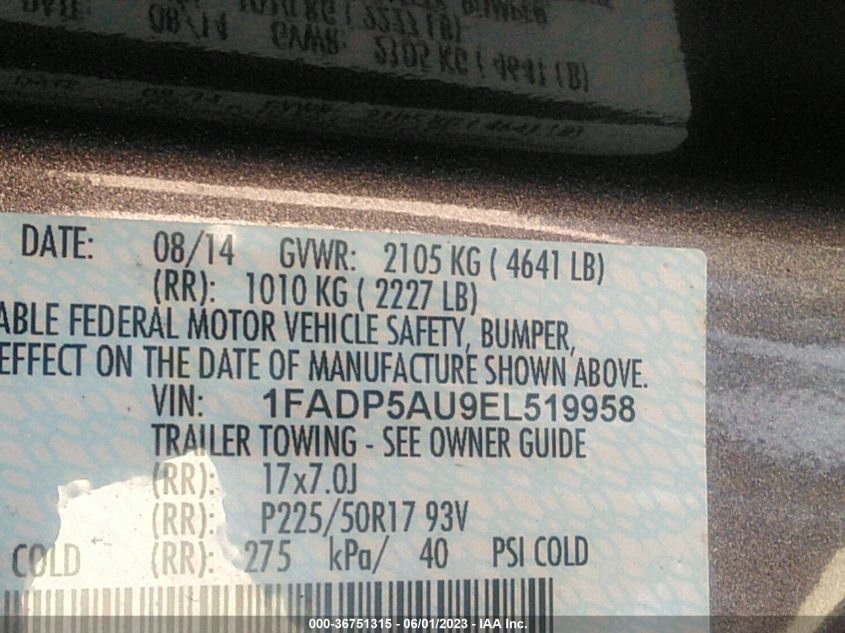 DATE: 08/14 GVWR: 2105 KG ( 4641 LB)
(RR): 1010 KG ( 2227 LB)
ABLE FEDERAL MOTOR VEHICLE SAFETY, BUMPER,
EFFECT ON THE DATE OF MANUFACTURE SHOWN ABOVE.
VIN: 1FADP5AU9EL519958
TRAILER TOWING - SEE OWNER GUIDE
(RR): 17x7.0J
(RR): P225/50R17 93V
COLD (RR): 275 kPa/ 40 PSI COLD
000-36751315 - 06/01/2023 - IAA Inc.